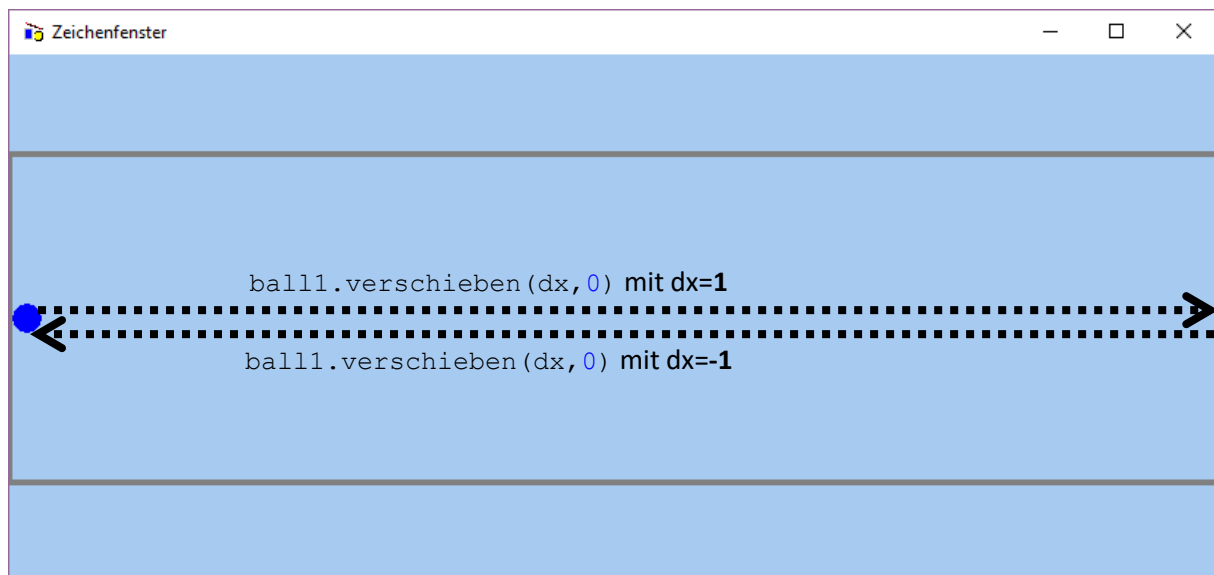 Zeichenfenster
ball1.verschieben(dx,0) mit dx=1
ball1.verschieben(dx,0) mit dx=-1